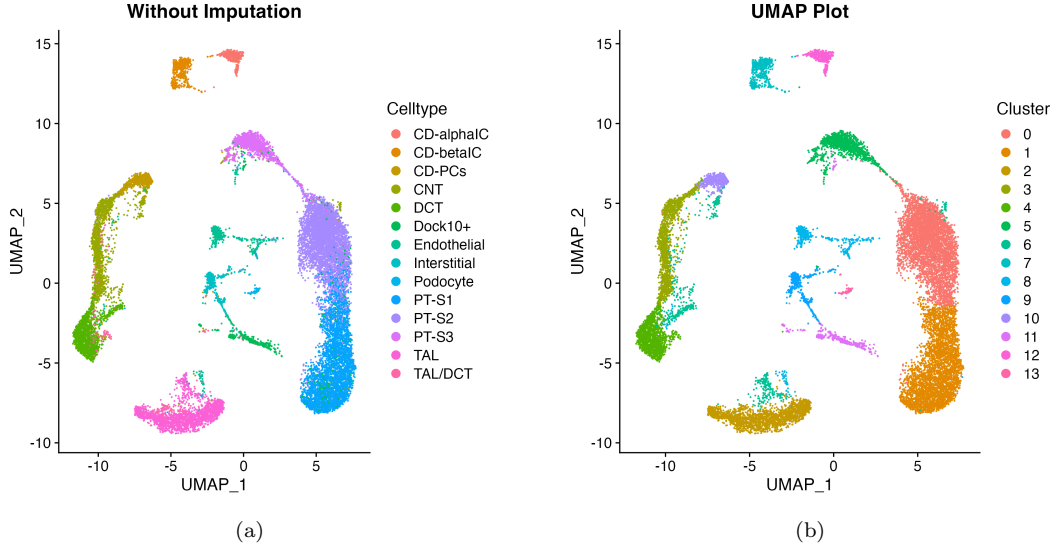 Without Imputation
UMAP_2
15
10
5
0
-5
-10
-10
-5
0
5
UMAP_1
Celltype
CD-alphaIC
CD-betaIC
CD-PCs
CNT
DCT
Dock10+
Endothelial
Interstitial
Podocyte
PT-S1
PT-S2
PT-S3
TAL
TAL/DCT
(a)
UMAP Plot
UMAP_2
15
10
5
0
-5
-10
-10
-5
0
5
UMAP_1
Cluster
0
1
2
3
4
5
6
7
8
9
10
11
12
13
(b)